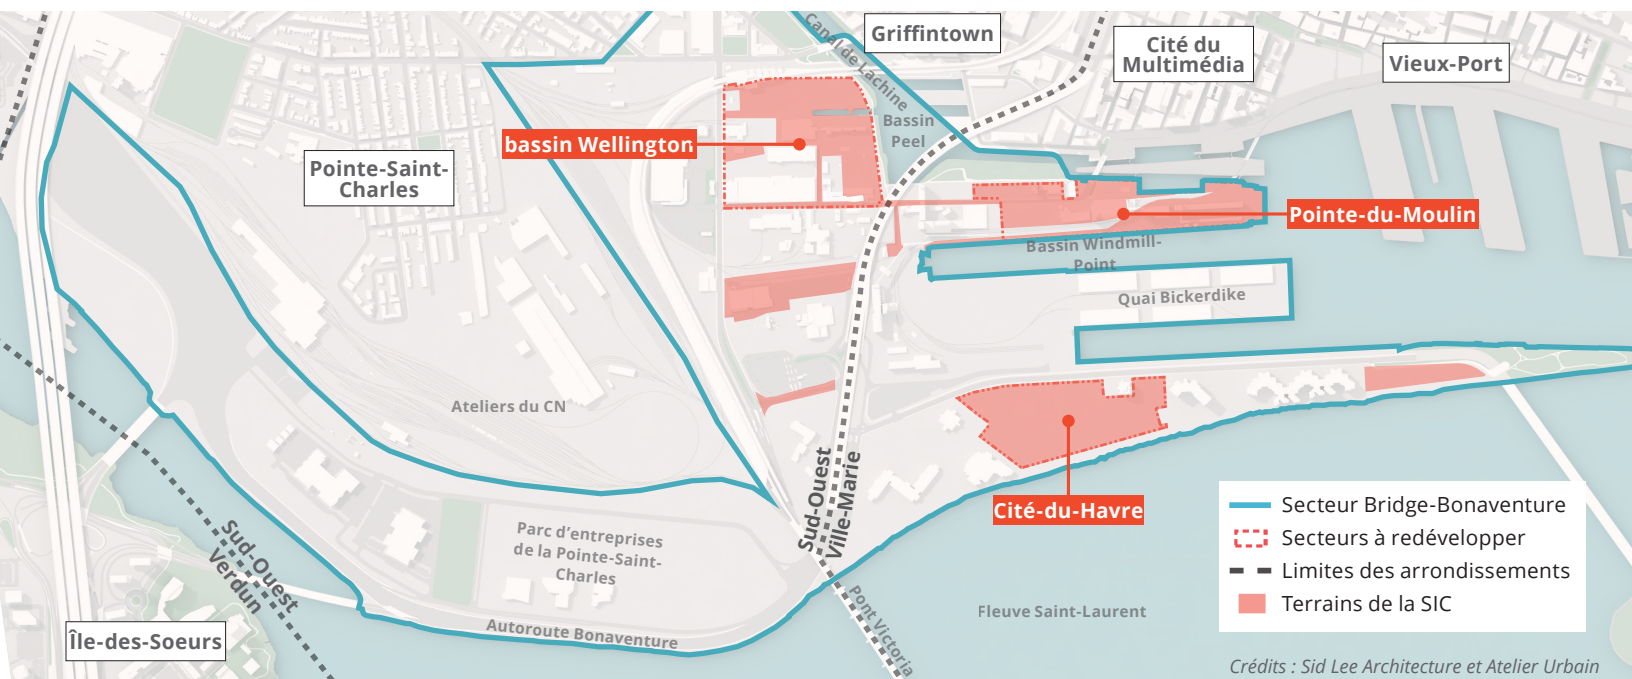 Canal de Lachine
Griffintown
Cité du
Multimédia
Vieux-Port
bassin Wellington
Bassin
Peel
Pointe-Saint-
Charles
Pointe-du-Moulin
Bassin Windmill-
Point
Quai Bickerdike
Ateliers du CN
Sud-Ouest
Ville-Marie
Cité-du-Havre
Sud-Ouest
Verdun
Parc d'entreprises
de la Pointe-Saint-
Charles
Autoroute Bonaventure
Pont Victoria
Fleuve Saint-Laurent
Île-des-Soeurs
Secteur Bridge-Bonaventure
Secteurs à redévelopper
Limites des arrondissements
Terrains de la SIC
Crédits : Sid Lee Architecture et Atelier Urbain